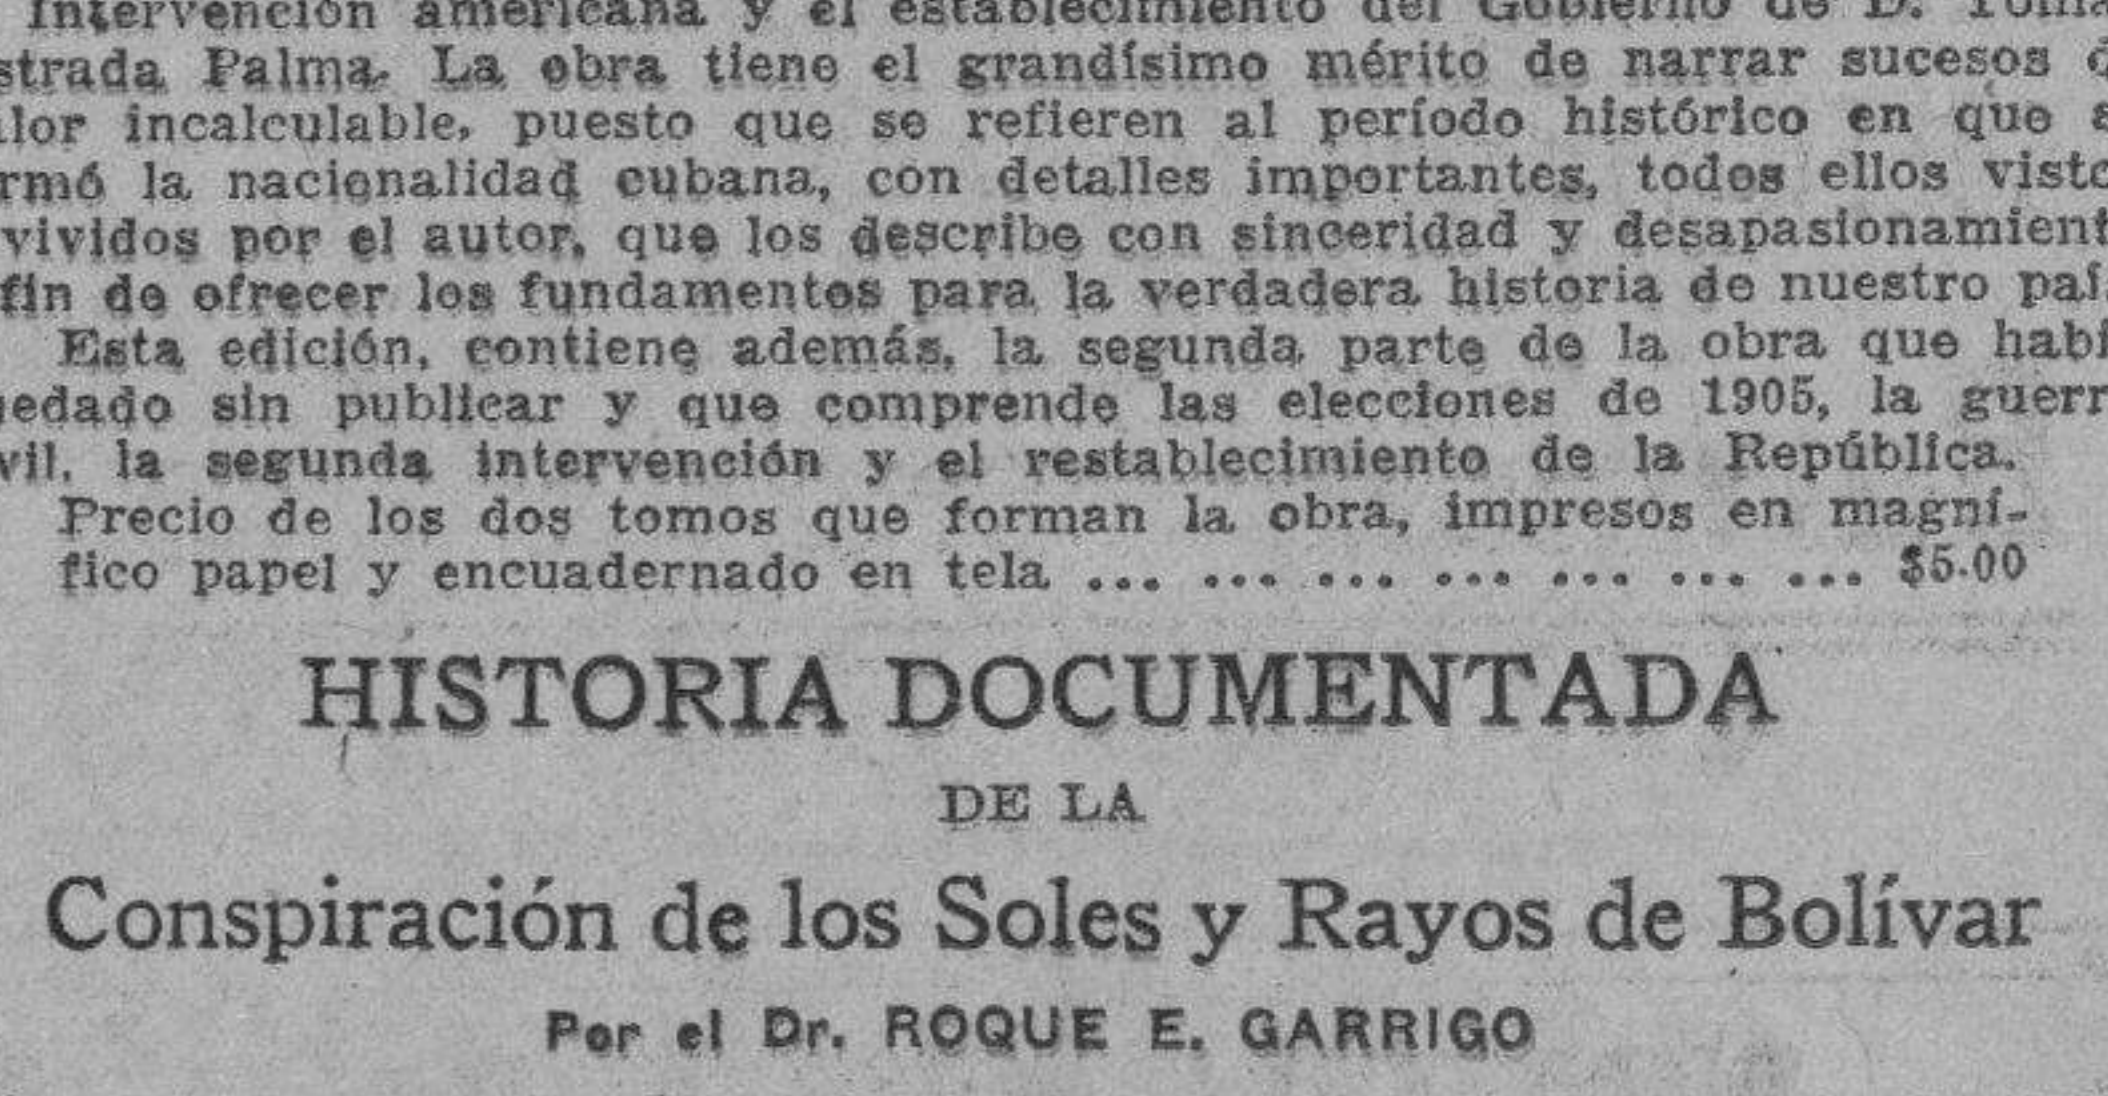 Intervención americana y el establecimiento del Gobierno de D. Tomá
strada Palma. La obra tiene el grandísimo mérito de narrar sucesos d
lor incalculable, puesto que se refieren al período histórico en que s
rmó la nacionalidad cubana, con detalles importantes, todos ellos visto
vividos por el autor, que los describe con sinceridad y desapasionamient
fin de ofrecer los fundamentos para la verdadera historia de nuestro paí
Esta edición, contiene además, la segunda parte de la obra que habí
edado sin publicar y que comprende las elecciones de 1905, la guerr
vil, la segunda intervención y el restablecimiento de la República.
Precio de los dos tomos que forman la obra, impresos en magní-
fico papel y encuadernado en tela ... ... ... ... ... ... ... $5.00
HISTORIA DOCUMENTADA
DE LA
Conspiración de los Soles y Rayos de Bolívar
Por el Dr. ROQUE E. GARRIGO